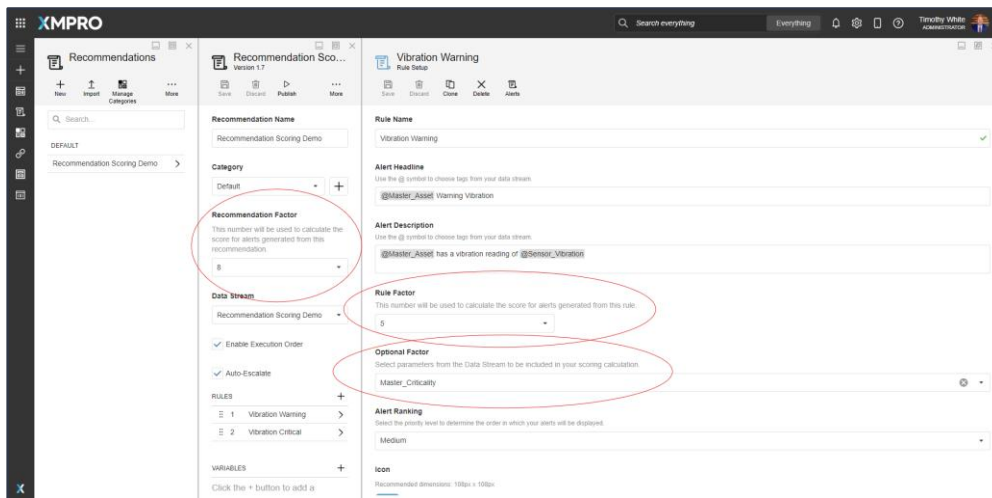 XMPRO
Search everything
Everything
Timothy White
ADMINISTRATOR
Recommendations
New
Import
Manage Categories
More
Search...
DEFAULT
Recommendation Scoring Demo
Recommendation Sco...
Version 1.7
Save
Discard
Publish
More
Recommendation Name
Recommendation Scoring Demo
Category
Default
Recommendation Factor
This number will be used to calculate the
score for alerts generated from this
recommendation.
8
Data Stream
Recommendation Scoring Demo
Enable Execution Order
Auto-Escalate
RULES
1 Vibration Warning
2 Vibration Critical
VARIABLES
Click the + button to add a
Vibration Warning
Rule Setup
Save
Discard
Clone
Delete
Alerts
Rule Name
Vibration Warning
Alert Headline
Use the @ symbol to choose tags from your data stream.
@Master_Asset Warning Vibration
Alert Description
Use the @ symbol to choose tags from your data stream.
@Master_Asset has a vibration reading of @Sensor_Vibration
Rule Factor
This number will be used to calculate the score for alerts generated from this rule.
5
Optional Factor
Select parameters from the Data Stream to be included in your scoring calculation.
Master_Criticality
Alert Ranking
Select the priority level to determine the order in which your alerts will be displayed.
Medium
Icon
Recommended dimensions: 100px x 100px